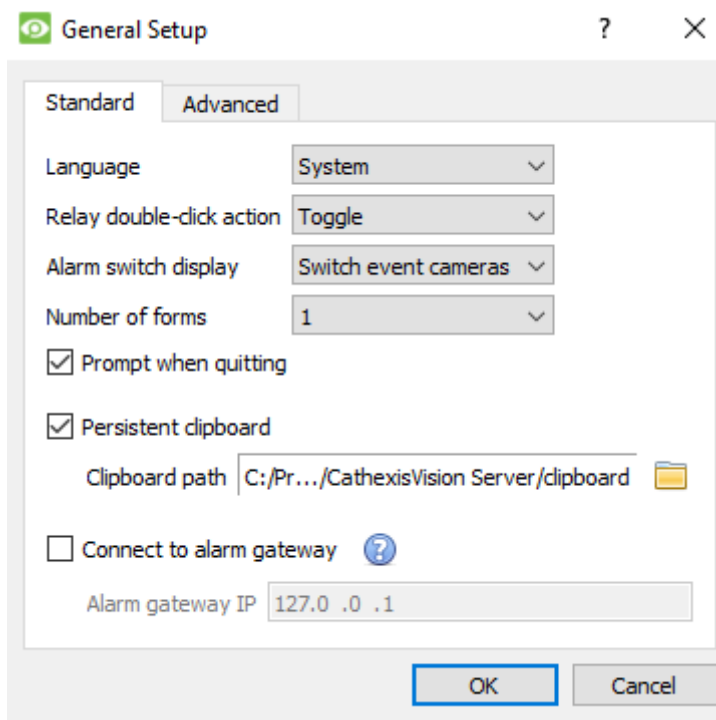 General Setup ?
Standard Advanced
Language System
Relay double-click action Toggle
Alarm switch display Switch event cameras
Number of forms 1
Prompt when quitting
Persistent clipboard
Clipboard path C:/Pr.../CathexisVision Server/clipboard
Connect to alarm gateway ?
Alarm gateway IP 127.0 .0 .1
OK Cancel